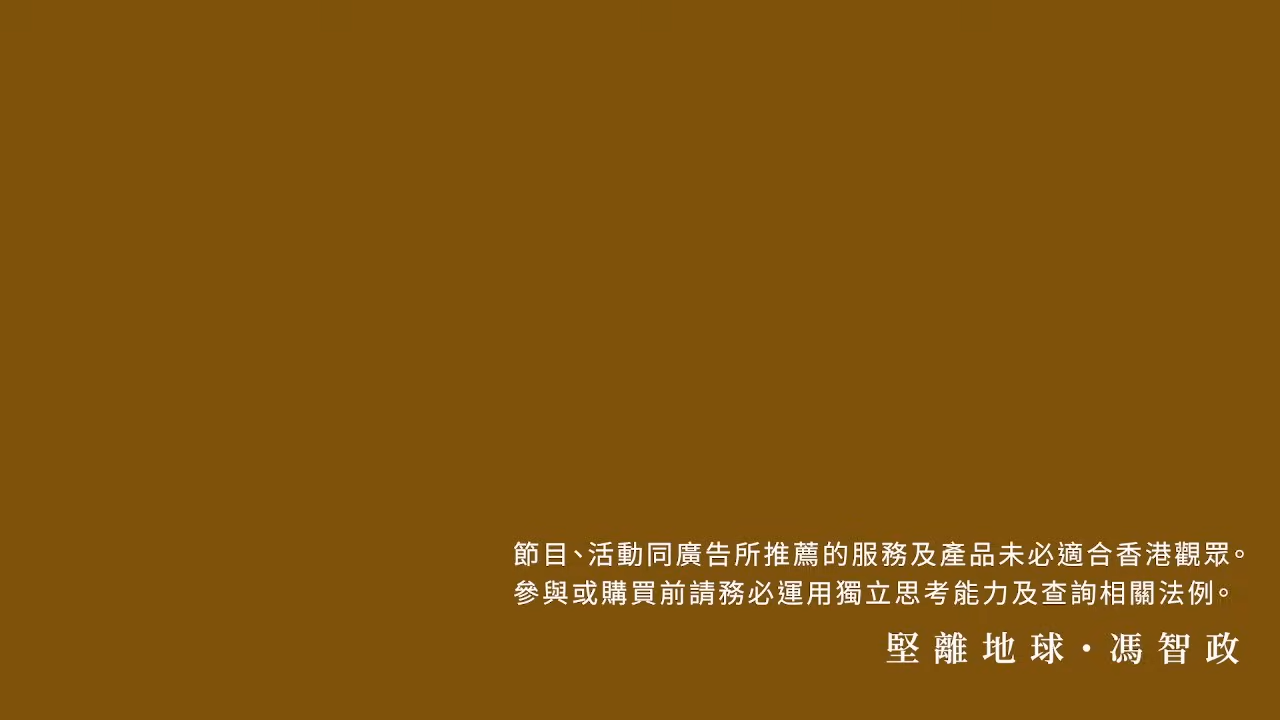 節目、活動同廣告所推薦的服務及產品未必適合香港觀眾。
參與或購買前請務必運用獨立思考能力及查詢相關法例。
堅離地球・馮智政